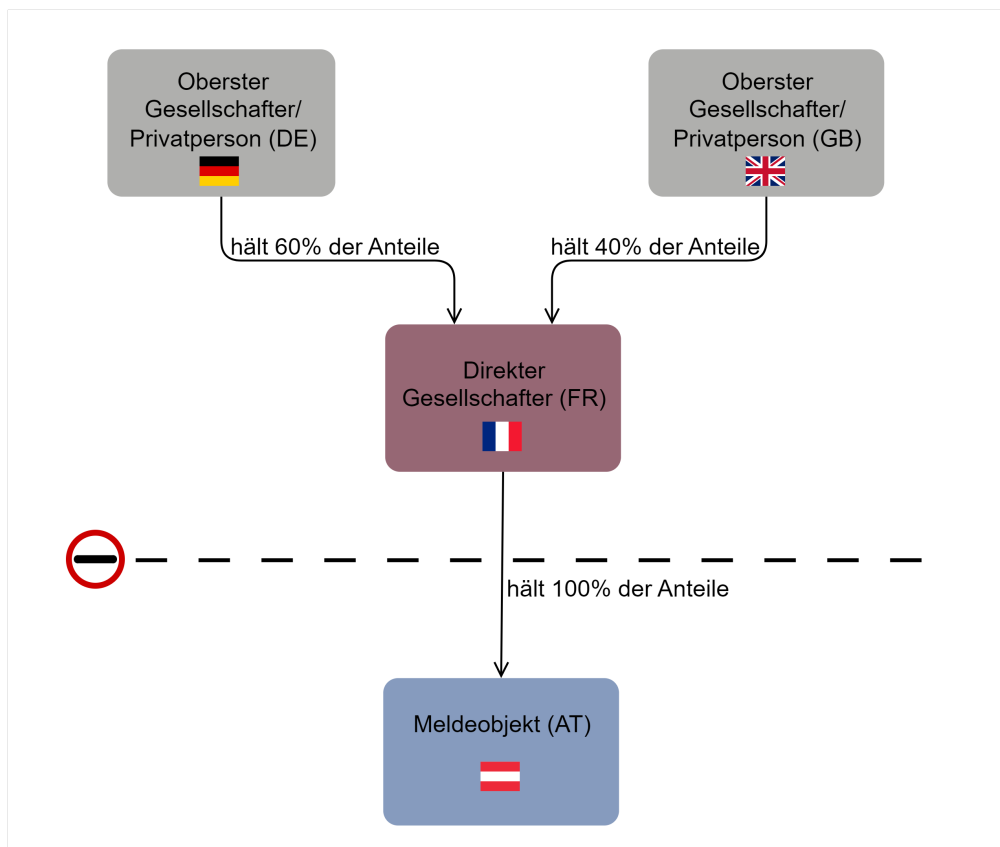 Oberster
Gesellschafter/
Privatperson (DE)
Oberster
Gesellschafter/
Privatperson (GB)
hält 60% der Anteile
hält 40% der Anteile
Direkter
Gesellschafter (FR)
hält 100% der Anteile
Meldeobjekt (AT)